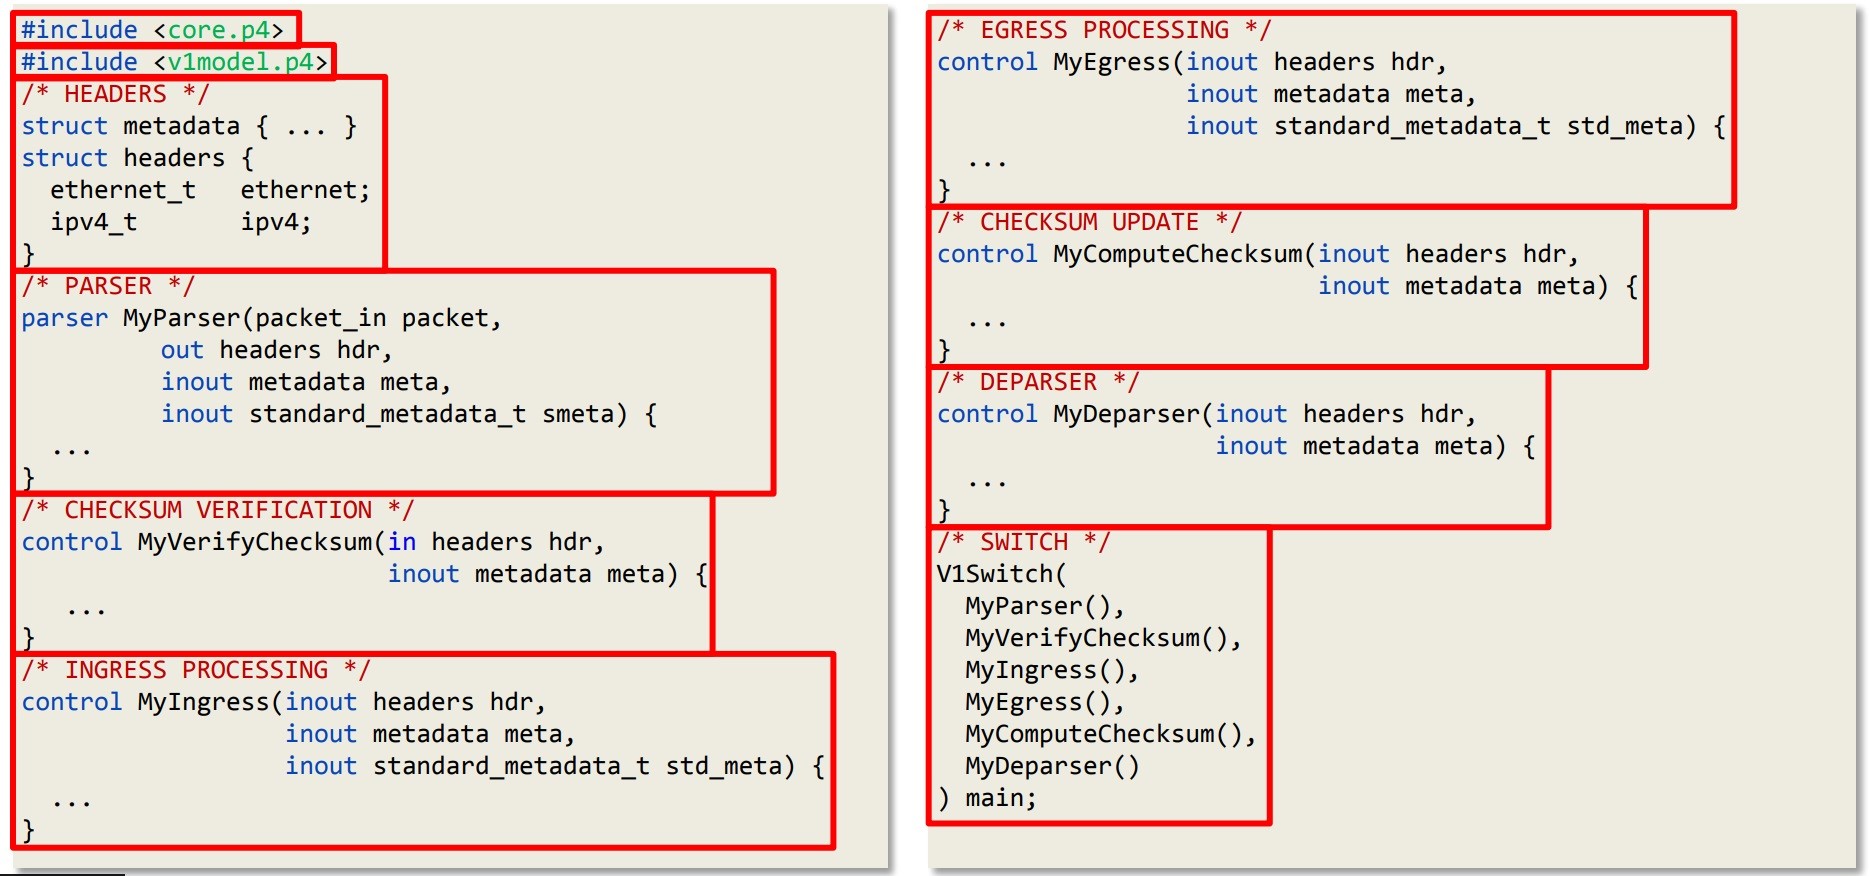 #include <core.p4>
#include <v1model.p4>
/* HEADERS */
struct metadata { ... }
struct headers {
  ethernet_t   ethernet;
  ipv4_t       ipv4;
}
/* PARSER */
parser MyParser(packet_in packet,
out headers hdr,
inout metadata meta,
inout standard_metadata_t smeta) {
  ...
}
/* CHECKSUM VERIFICATION */
control MyVerifyChecksum(in headers hdr,
                         inout metadata meta) {
   ...
}
/* INGRESS PROCESSING */
control MyIngress(inout headers hdr,
                  inout metadata meta,
                  inout standard_metadata_t std_meta) {
  ...
}
/* EGRESS PROCESSING */
control MyEgress(inout headers hdr,
                 inout metadata meta,
                 inout standard_metadata_t std_meta) {
  ...
}
/* CHECKSUM UPDATE */
control MyComputeChecksum(inout headers hdr,
                          inout metadata meta) {
  ...
}
/* DEPARSER */
control MyDeparser(inout headers hdr,
                   inout metadata meta) {
  ...
}
/* SWITCH */
V1Switch(
  MyParser(),
  MyVerifyChecksum(),
  MyIngress(),
  MyEgress(),
  MyComputeChecksum(),
  MyDeparser()
) main;